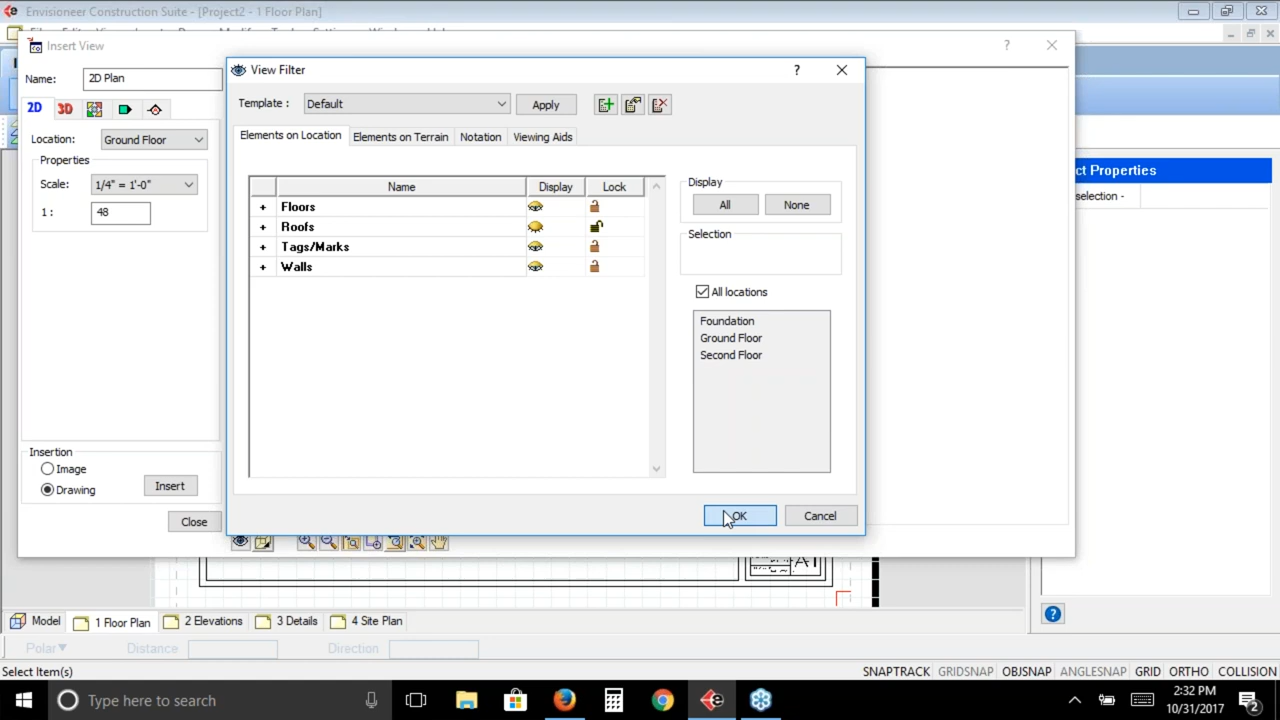 Envisioneer Construction Suite - [Project2 - 1 Floor Plan]
Insert View
?
Name:
2D Plan
2D
3D
Location:
Ground Floor
Properties
Scale:
1/4" = 1'-0"
1 :
48
Insertion
Image
Drawing
Insert
Close
View Filter
?
Template :
Default
Apply
Elements on Location
Elements on Terrain
Notation
Viewing Aids
Name
Display
Lock
+ Floors
+ Roofs
+ Tags/Marks
+ Walls
Display
All
None
Selection
All locations
Foundation
Ground Floor
Second Floor
OK
Cancel
ct Properties
selection -
A1
Model
1 Floor Plan
2 Elevations
3 Details
4 Site Plan
Polar
Distance
Direction
Select Item(s)
SNAPTRACK GRIDSNAP OBJSNAP ANGLESNAP GRID ORTHO COLLISION
Type here to search
2:32 PM
10/31/2017
2